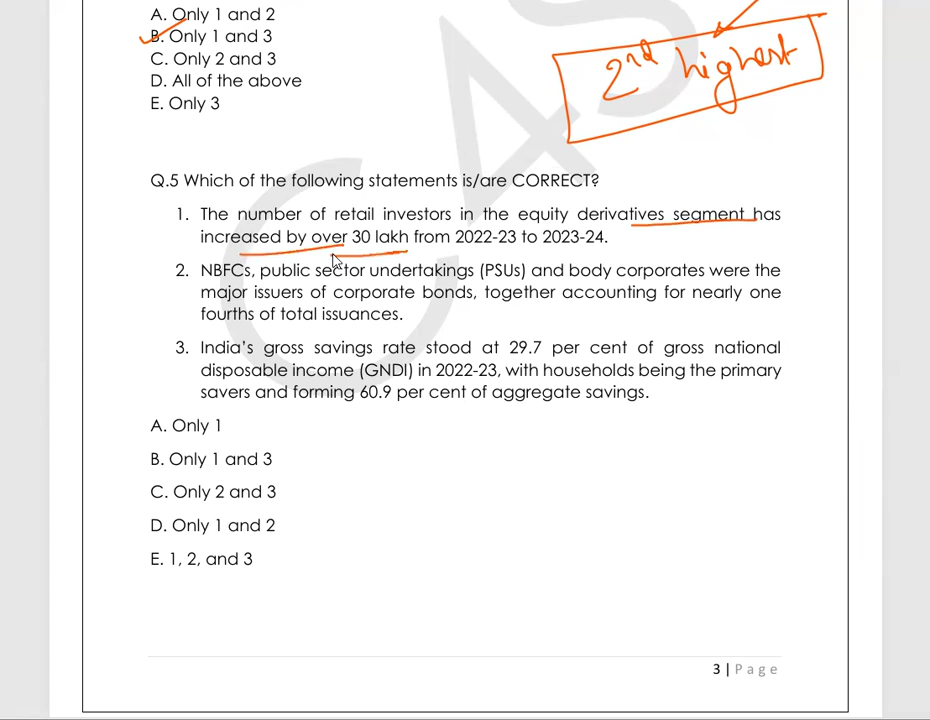 A. Only 1 and 2
B. Only 1 and 3
C. Only 2 and 3
D. All of the above
E. Only 3
2nd highest
CAS
Q.5 Which of the following statements is/are CORRECT?
1. The number of retail investors in the equity derivatives segment has
increased by over 30 lakh from 2022-23 to 2023-24.
2. NBFCs, public sector undertakings (PSUs) and body corporates were the
major issuers of corporate bonds, together accounting for nearly one
fourths of total issuances.
3. India's gross savings rate stood at 29.7 per cent of gross national
disposable income (GNDI) in 2022-23, with households being the primary
savers and forming 60.9 per cent of aggregate savings.
A. Only 1
B. Only 1 and 3
C. Only 2 and 3
D. Only 1 and 2
E. 1, 2, and 3
3 | Page